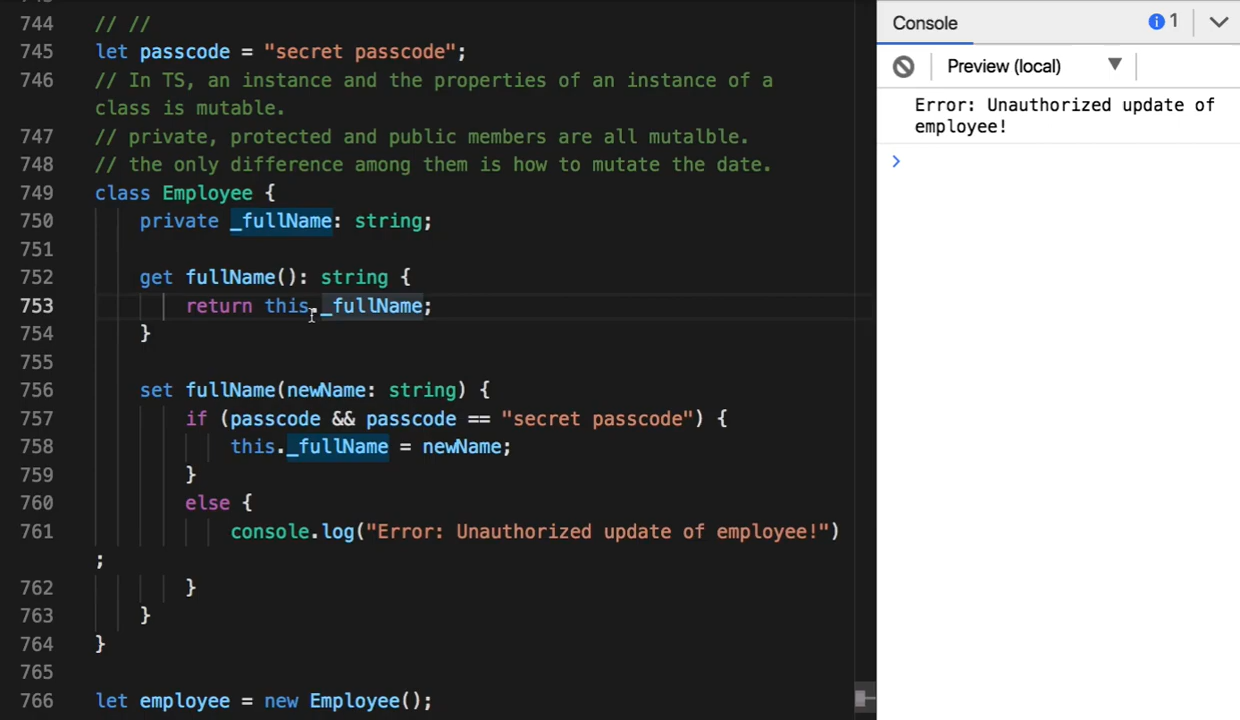 744 // //
745 let passcode = "secret passcode";
746 // In TS, an instance and the properties of an instance of a
class is mutable.
747 // private, protected and public members are all mutalble.
748 // the only difference among them is how to mutate the date.
749 class Employee {
750 private _fullName: string;
751
752 get fullName(): string {
753 return this._fullName;
754 }
755
756 set fullName(newName: string) {
757 if (passcode && passcode == "secret passcode") {
758 this._fullName = newName;
759 }
760 else {
761 console.log("Error: Unauthorized update of employee!")
;
762 }
763 }
764 }
765
766 let employee = new Employee();
Console 1
Preview (local)
Error: Unauthorized update of
employee!
>